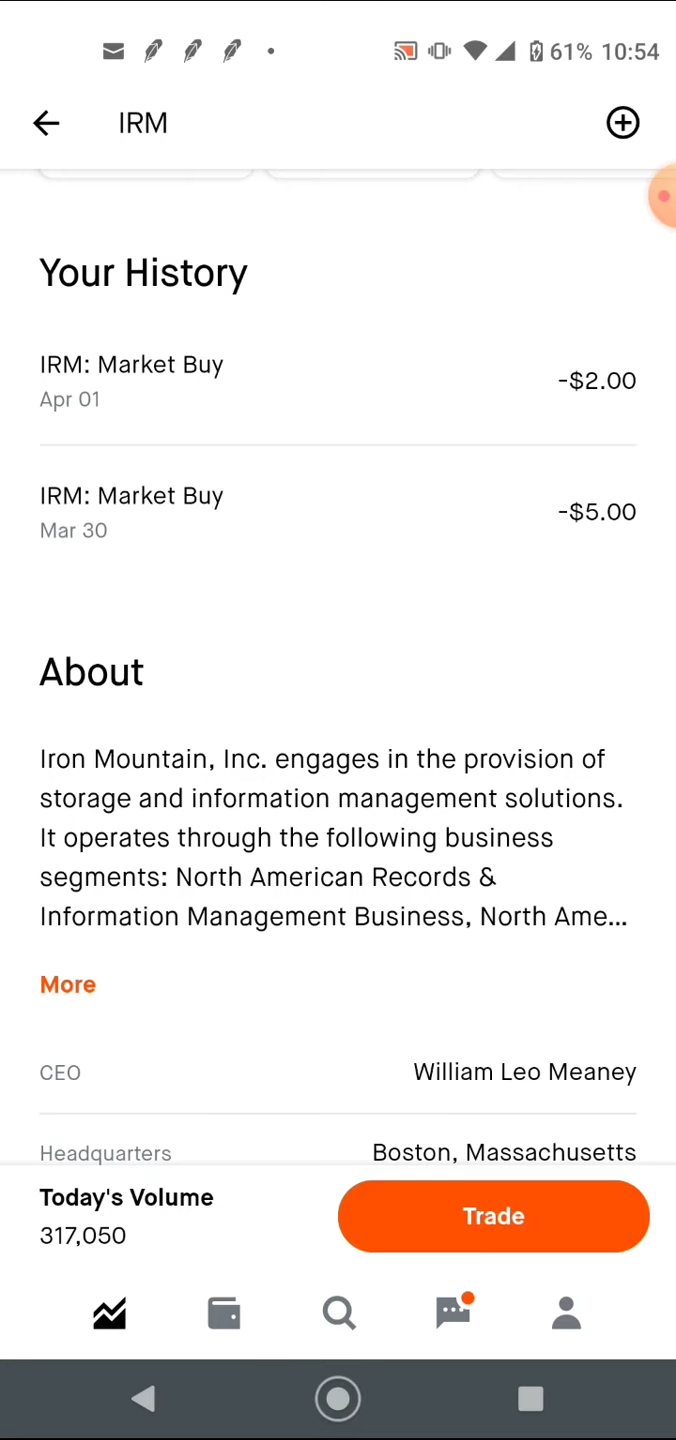 61% 10:54
IRM
Your History
IRM: Market Buy
-$2.00
Apr 01
IRM: Market Buy
-$5.00
Mar 30
About
Iron Mountain, Inc. engages in the provision of
storage and information management solutions.
It operates through the following business
segments: North American Records &
Information Management Business, North Ame...
More
CEO William Leo Meaney
Headquarters Boston, Massachusetts
Today's Volume
317,050
Trade